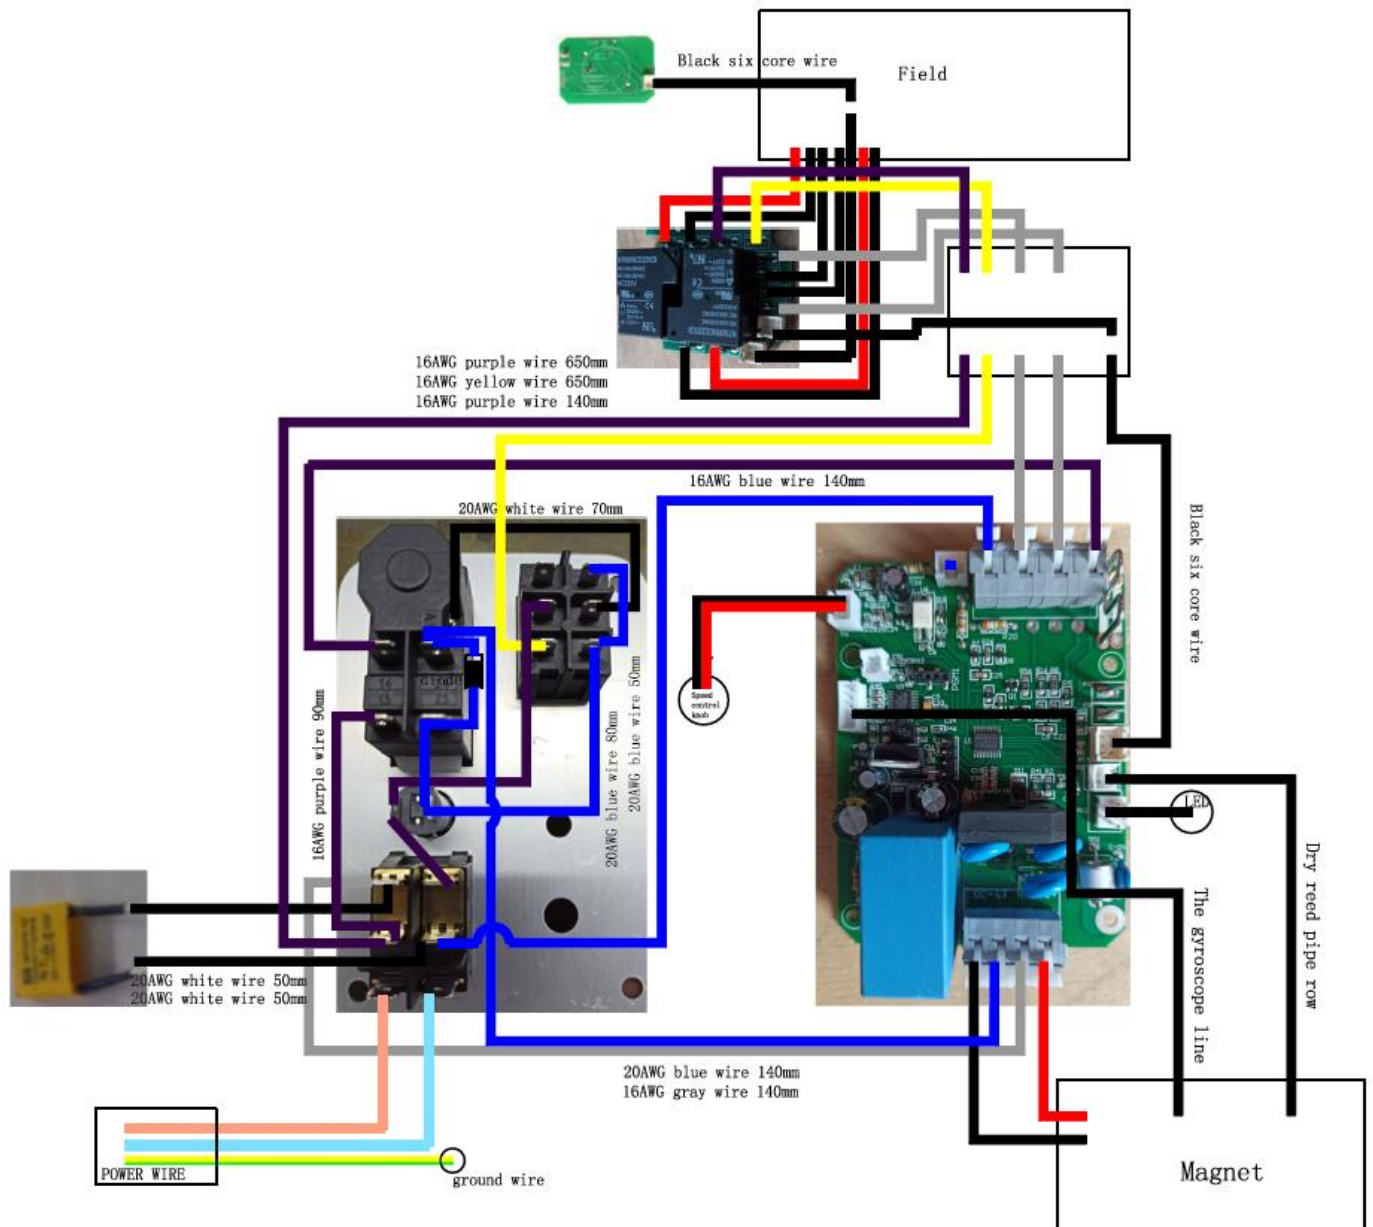 Black six core wire
Field
16AWG purple wire 650mm
16AWG yellow wire 650mm
16AWG purple wire 140mm
16AWG blue wire 140mm
20AWG white wire 70mm
Black six core wire
Speed
control
knob
20AWG blue wire 50mm
20AWG blue wire 80mm
16AWG purple wire 90mm
LED
Dry reed pipe row
The gyroscope line
20AWG white wire 50mm
20AWG white wire 50mm
20AWG blue wire 140mm
16AWG gray wire 140mm
POWER WIRE
ground wire
Magnet